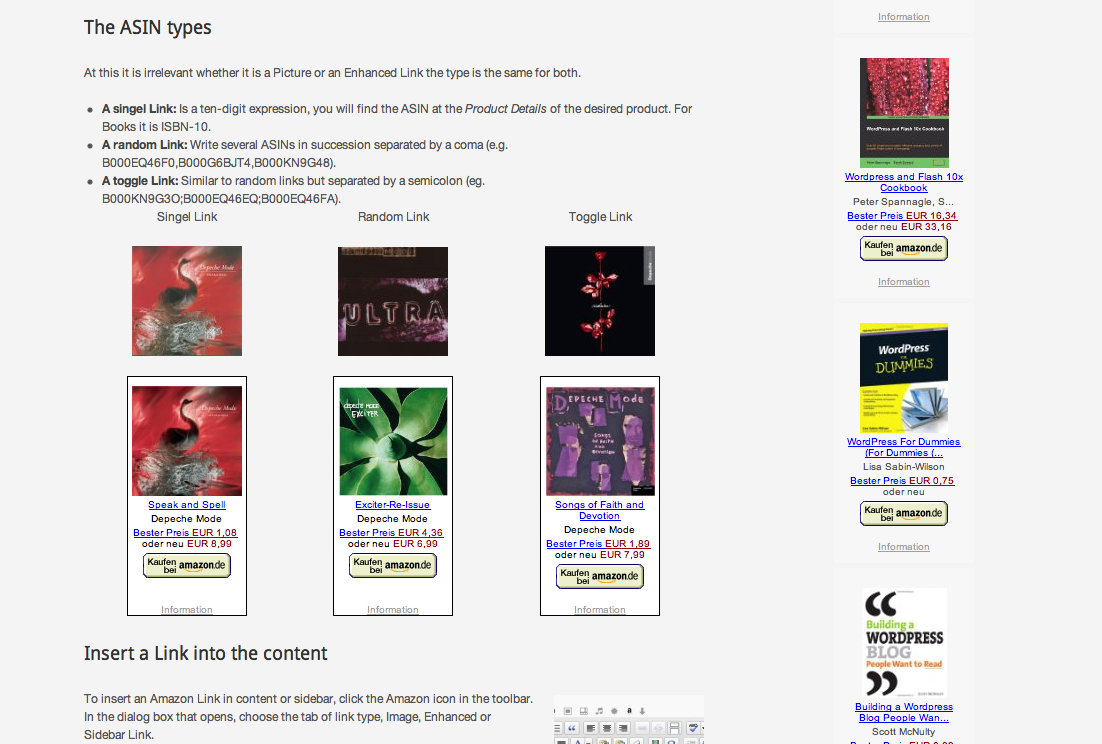 The ASIN types
At this it is irrelevant whether it is a Picture or an Enhanced Link the type is the same for both.
A singel Link: Is a ten-digit expression, you will find the ASIN at the Product Details of the desired product. For
Books it is ISBN-10.
A random Link: Write several ASINs in succession separated by a coma (e.g.
B000EQ46F0,B000G6BJT4,B000KN9G48).
A toggle Link: Similar to random links but separated by a semicolon (eg.
B000KN9G3O;B000EQ46EQ;B000EQ46FA).
Singel Link
Random Link
Toggle Link
Depeche Mode
ULTRA
Depeche Mode
Speak and Spell
Depeche Mode
Bester Preis EUR 1,08
oder neu EUR 8,99
Kaufen
bei amazon.de
Information
depeche MODE
EXCITER
Exciter-Re-Issue
Depeche Mode
Bester Preis EUR 4,36
oder neu EUR 6,99
Kaufen
bei amazon.de
Information
DEPECHE MODE
Songs of Faith and
Devotion
Depeche Mode
Bester Preis EUR 1,89
oder neu EUR 7,99
Kaufen
bei amazon.de
Information
Insert a Link into the content
To insert an Amazon Link in content or sidebar, click the Amazon icon in the toolbar.
In the dialog box that opens, choose the tab of link type, Image, Enhanced or
Sidebar Link.
Information
WordPress and Flash 10x Cookbook
Wordpress and Flash 10x
Cookbook
Peter Spannagle, S...
Bester Preis EUR 16,34
oder neu EUR 33,16
Kaufen
bei amazon.de
Information
WordPress
FOR
DUMMIES
WordPress For Dummies
(For Dummies (...
Lisa Sabin-Wilson
Bester Preis EUR 0,75
oder neu
Kaufen
bei amazon.de
Information
Building a
WORDPRESS
BLOG
People Want to Read
Building a Wordpress
Blog People Wan...
Scott McNulty